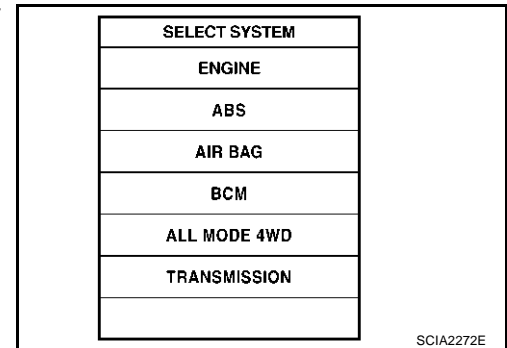 SELECT SYSTEM
ENGINE
ABS
AIR BAG
BCM
ALL MODE 4WD
TRANSMISSION
SCIA2272E